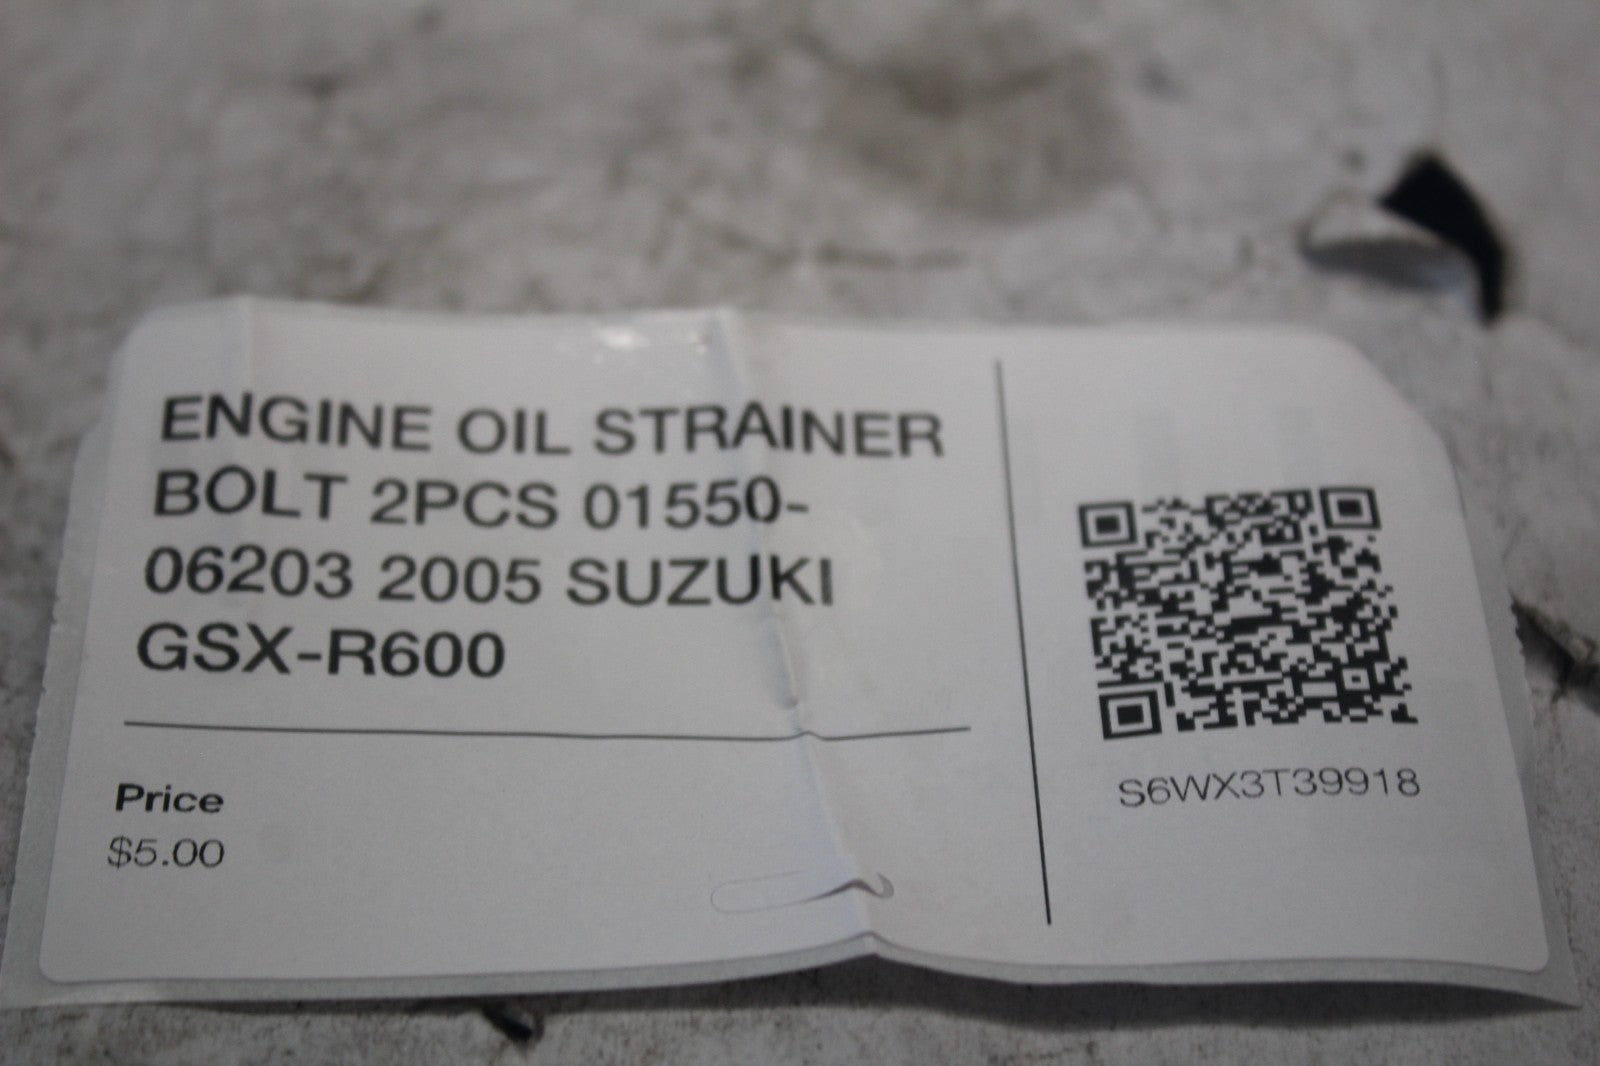 ENGINE OIL STRAINER
BOLT 2PCS 01550-
06203 2005 SUZUKI
GSX-R600
Price
$5.00
S6WX3T39918